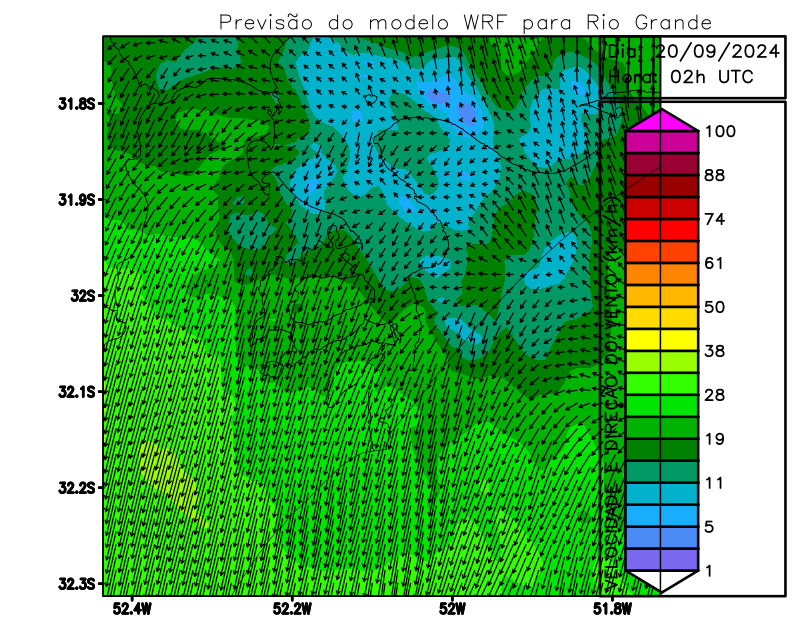 Previsão do modelo WRF para Rio Grande
Dia: 20/09/2024
Hora: 02h UTC
31.8S
31.9S
32S
32.1S
32.2S
32.3S
52.4W
52.2W
52W
51.8W
VELOCIDADE E DIREÇÃO DO VENTO (km/h)
100
88
74
61
50
38
28
19
11
5
1